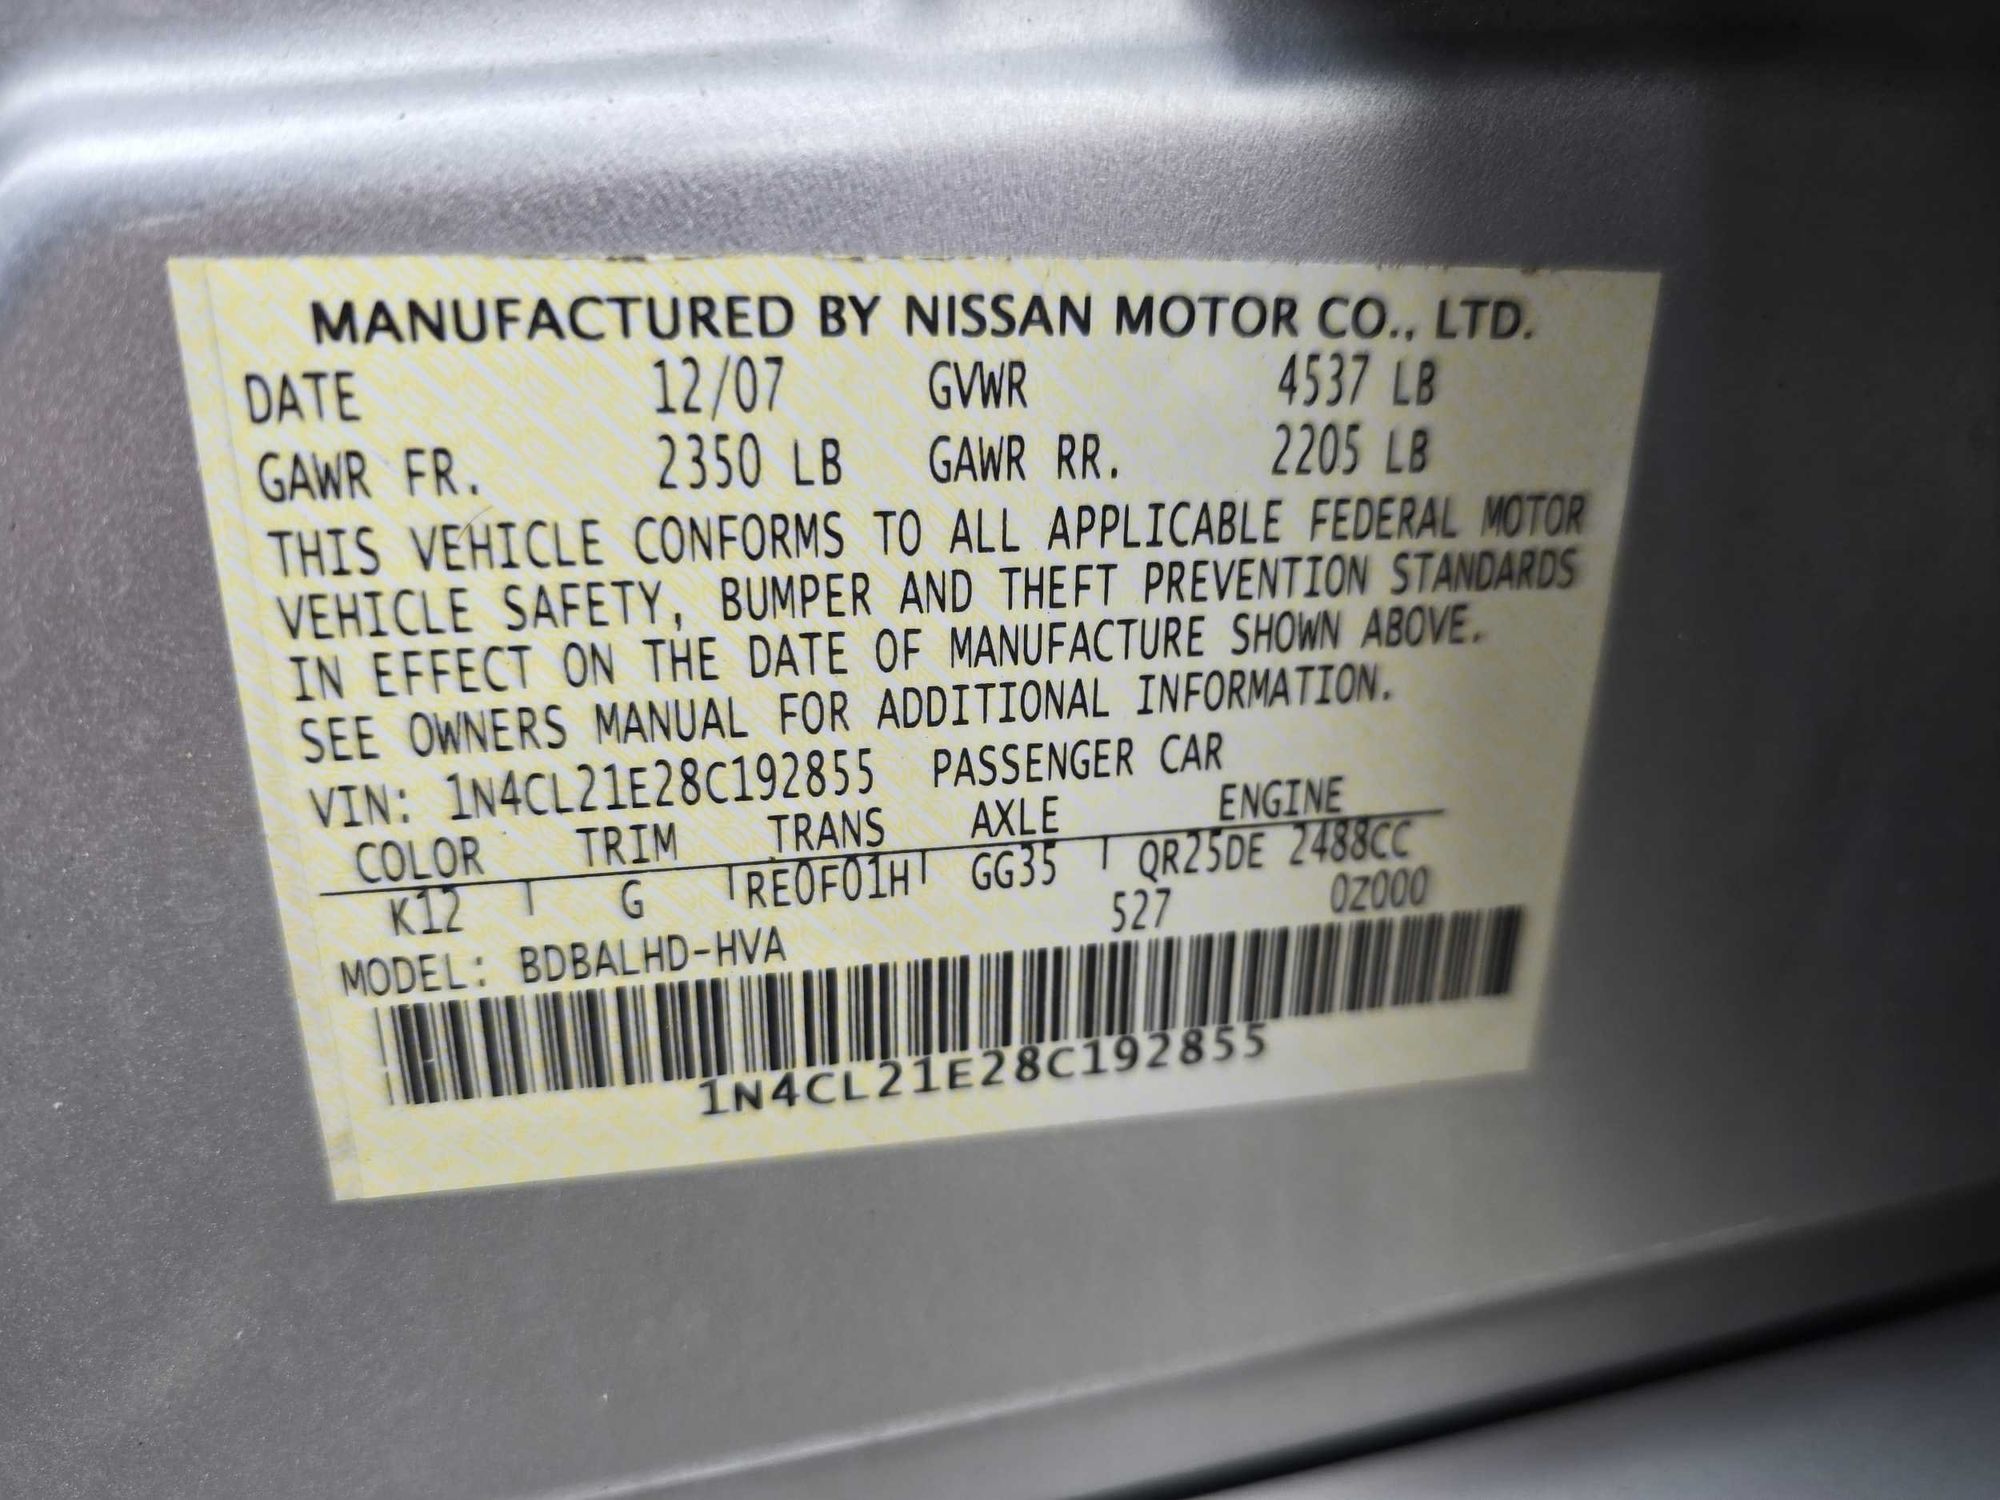 MANUFACTURED BY NISSAN MOTOR CO., LTD.
DATE 12/07 GVWR 4537 LB
GAWR FR. 2350 LB GAWR RR. 2205 LB
THIS VEHICLE CONFORMS TO ALL APPLICABLE FEDERAL MOTOR
VEHICLE SAFETY, BUMPER AND THEFT PREVENTION STANDARDS
IN EFFECT ON THE DATE OF MANUFACTURE SHOWN ABOVE.
SEE OWNERS MANUAL FOR ADDITIONAL INFORMATION.
VIN: 1N4CL21E28C192855 PASSENGER CAR
COLOR TRIM TRANS AXLE ENGINE
K12 G RE0F01H GG35 QR25DE 2488CC
527 0Z000
MODEL: BDBALHD-HVA
1N4CL21E28C192855